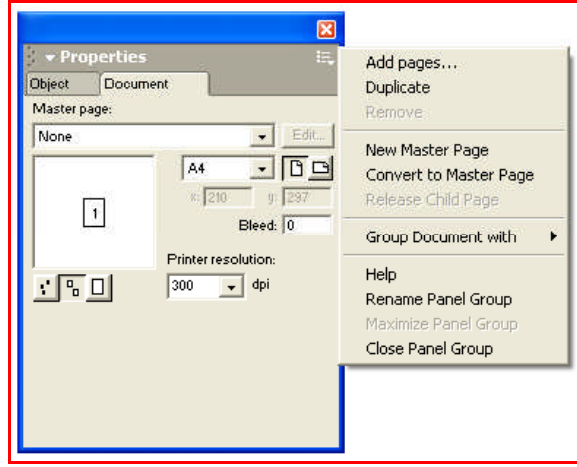 Properties
Object Document
Master page:
None Edit...
A4
x: 210 y: 297
1
Bleed: 0
Printer resolution:
300 dpi
Add pages...
Duplicate
Remove
New Master Page
Convert to Master Page
Release Child Page
Group Document with
Help
Rename Panel Group
Maximize Panel Group
Close Panel Group